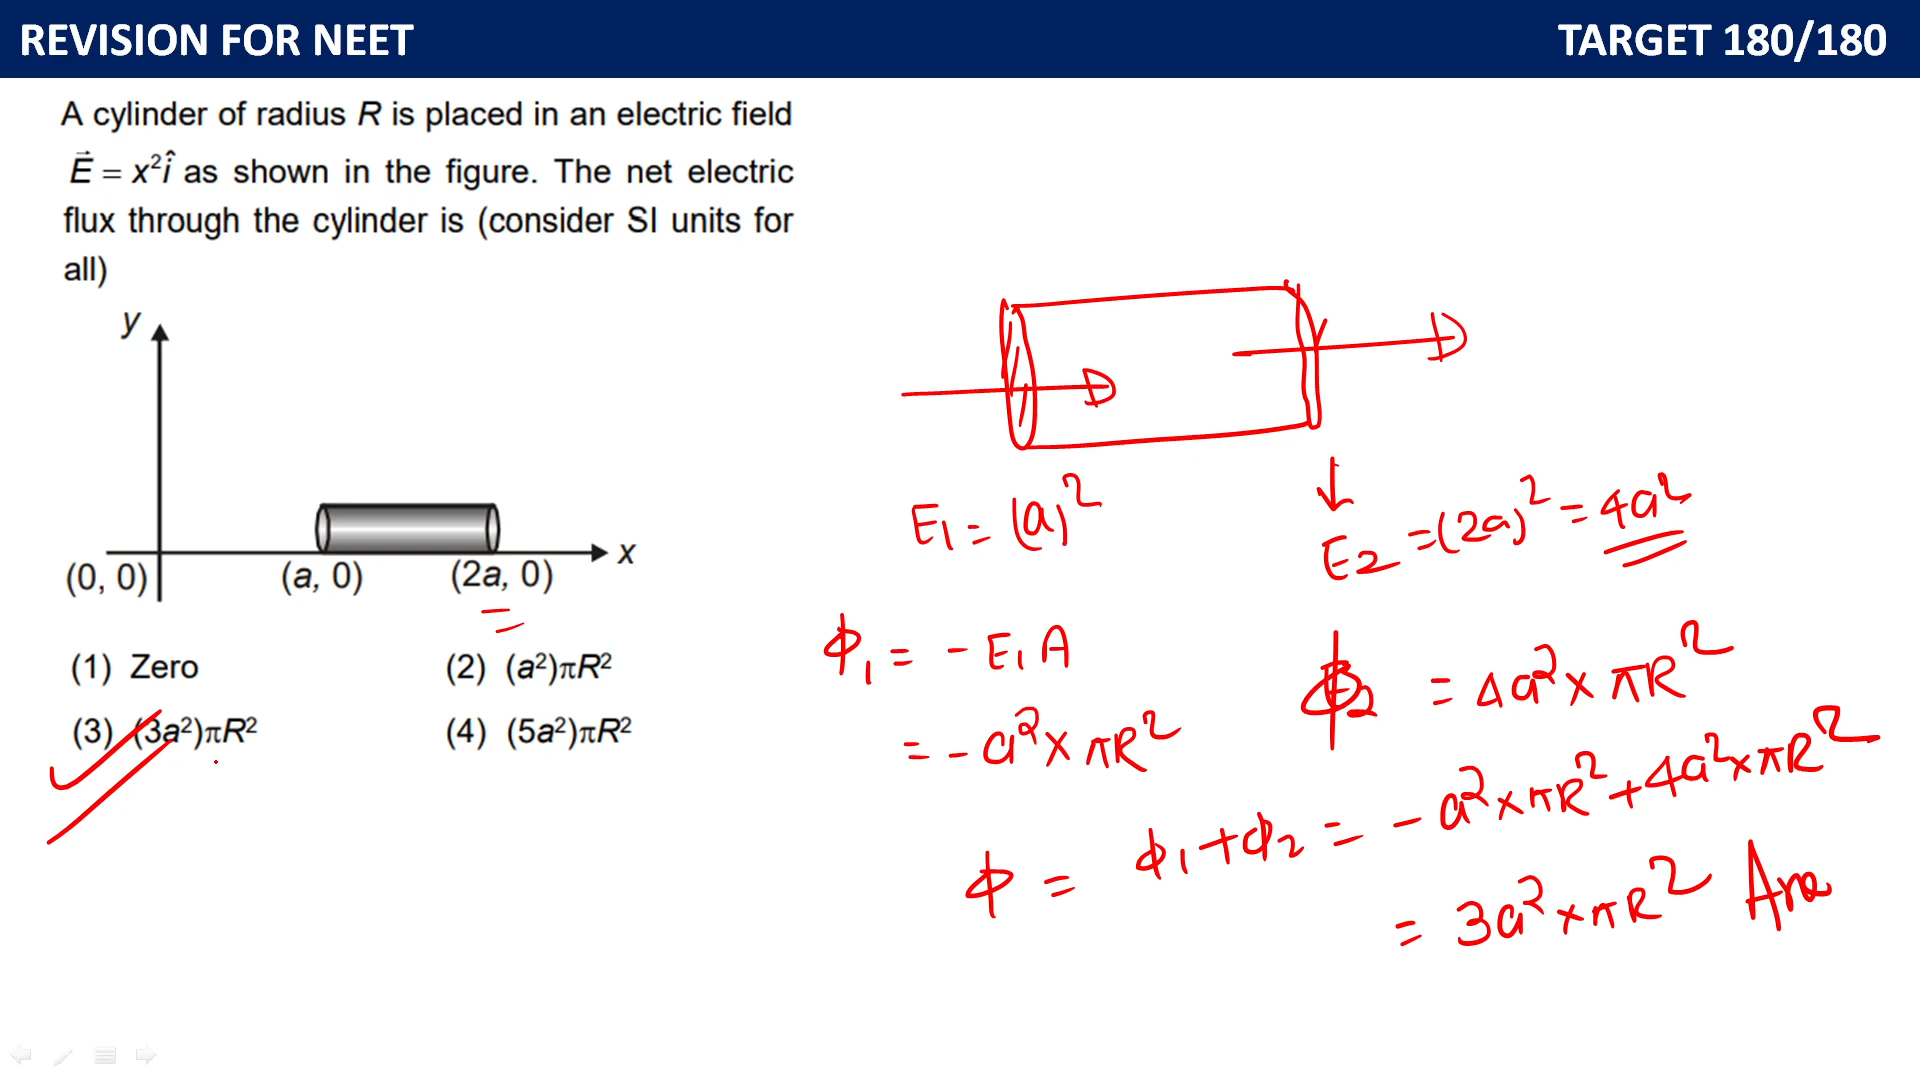 REVISION FOR NEET
TARGET 180/180
A cylinder of radius R is placed in an electric field
E⃗ = x²î as shown in the figure. The net electric
flux through the cylinder is (consider SI units for
all)
y
x
(0, 0)
(a, 0)
(2a, 0)
(1) Zero
(2) (a²)πR²
(3) (3a²)πR²
(4) (5a²)πR²
E₁ = (a)²
E₂ = (2a)² = 4a²
ϕ₁ = - E₁ A
= - a² × πR²
ϕ₂ = 4a² × πR²
ϕ = ϕ₁ + ϕ₂ = - a² × πR² + 4a² × πR²
= 3a² × πR² Ans